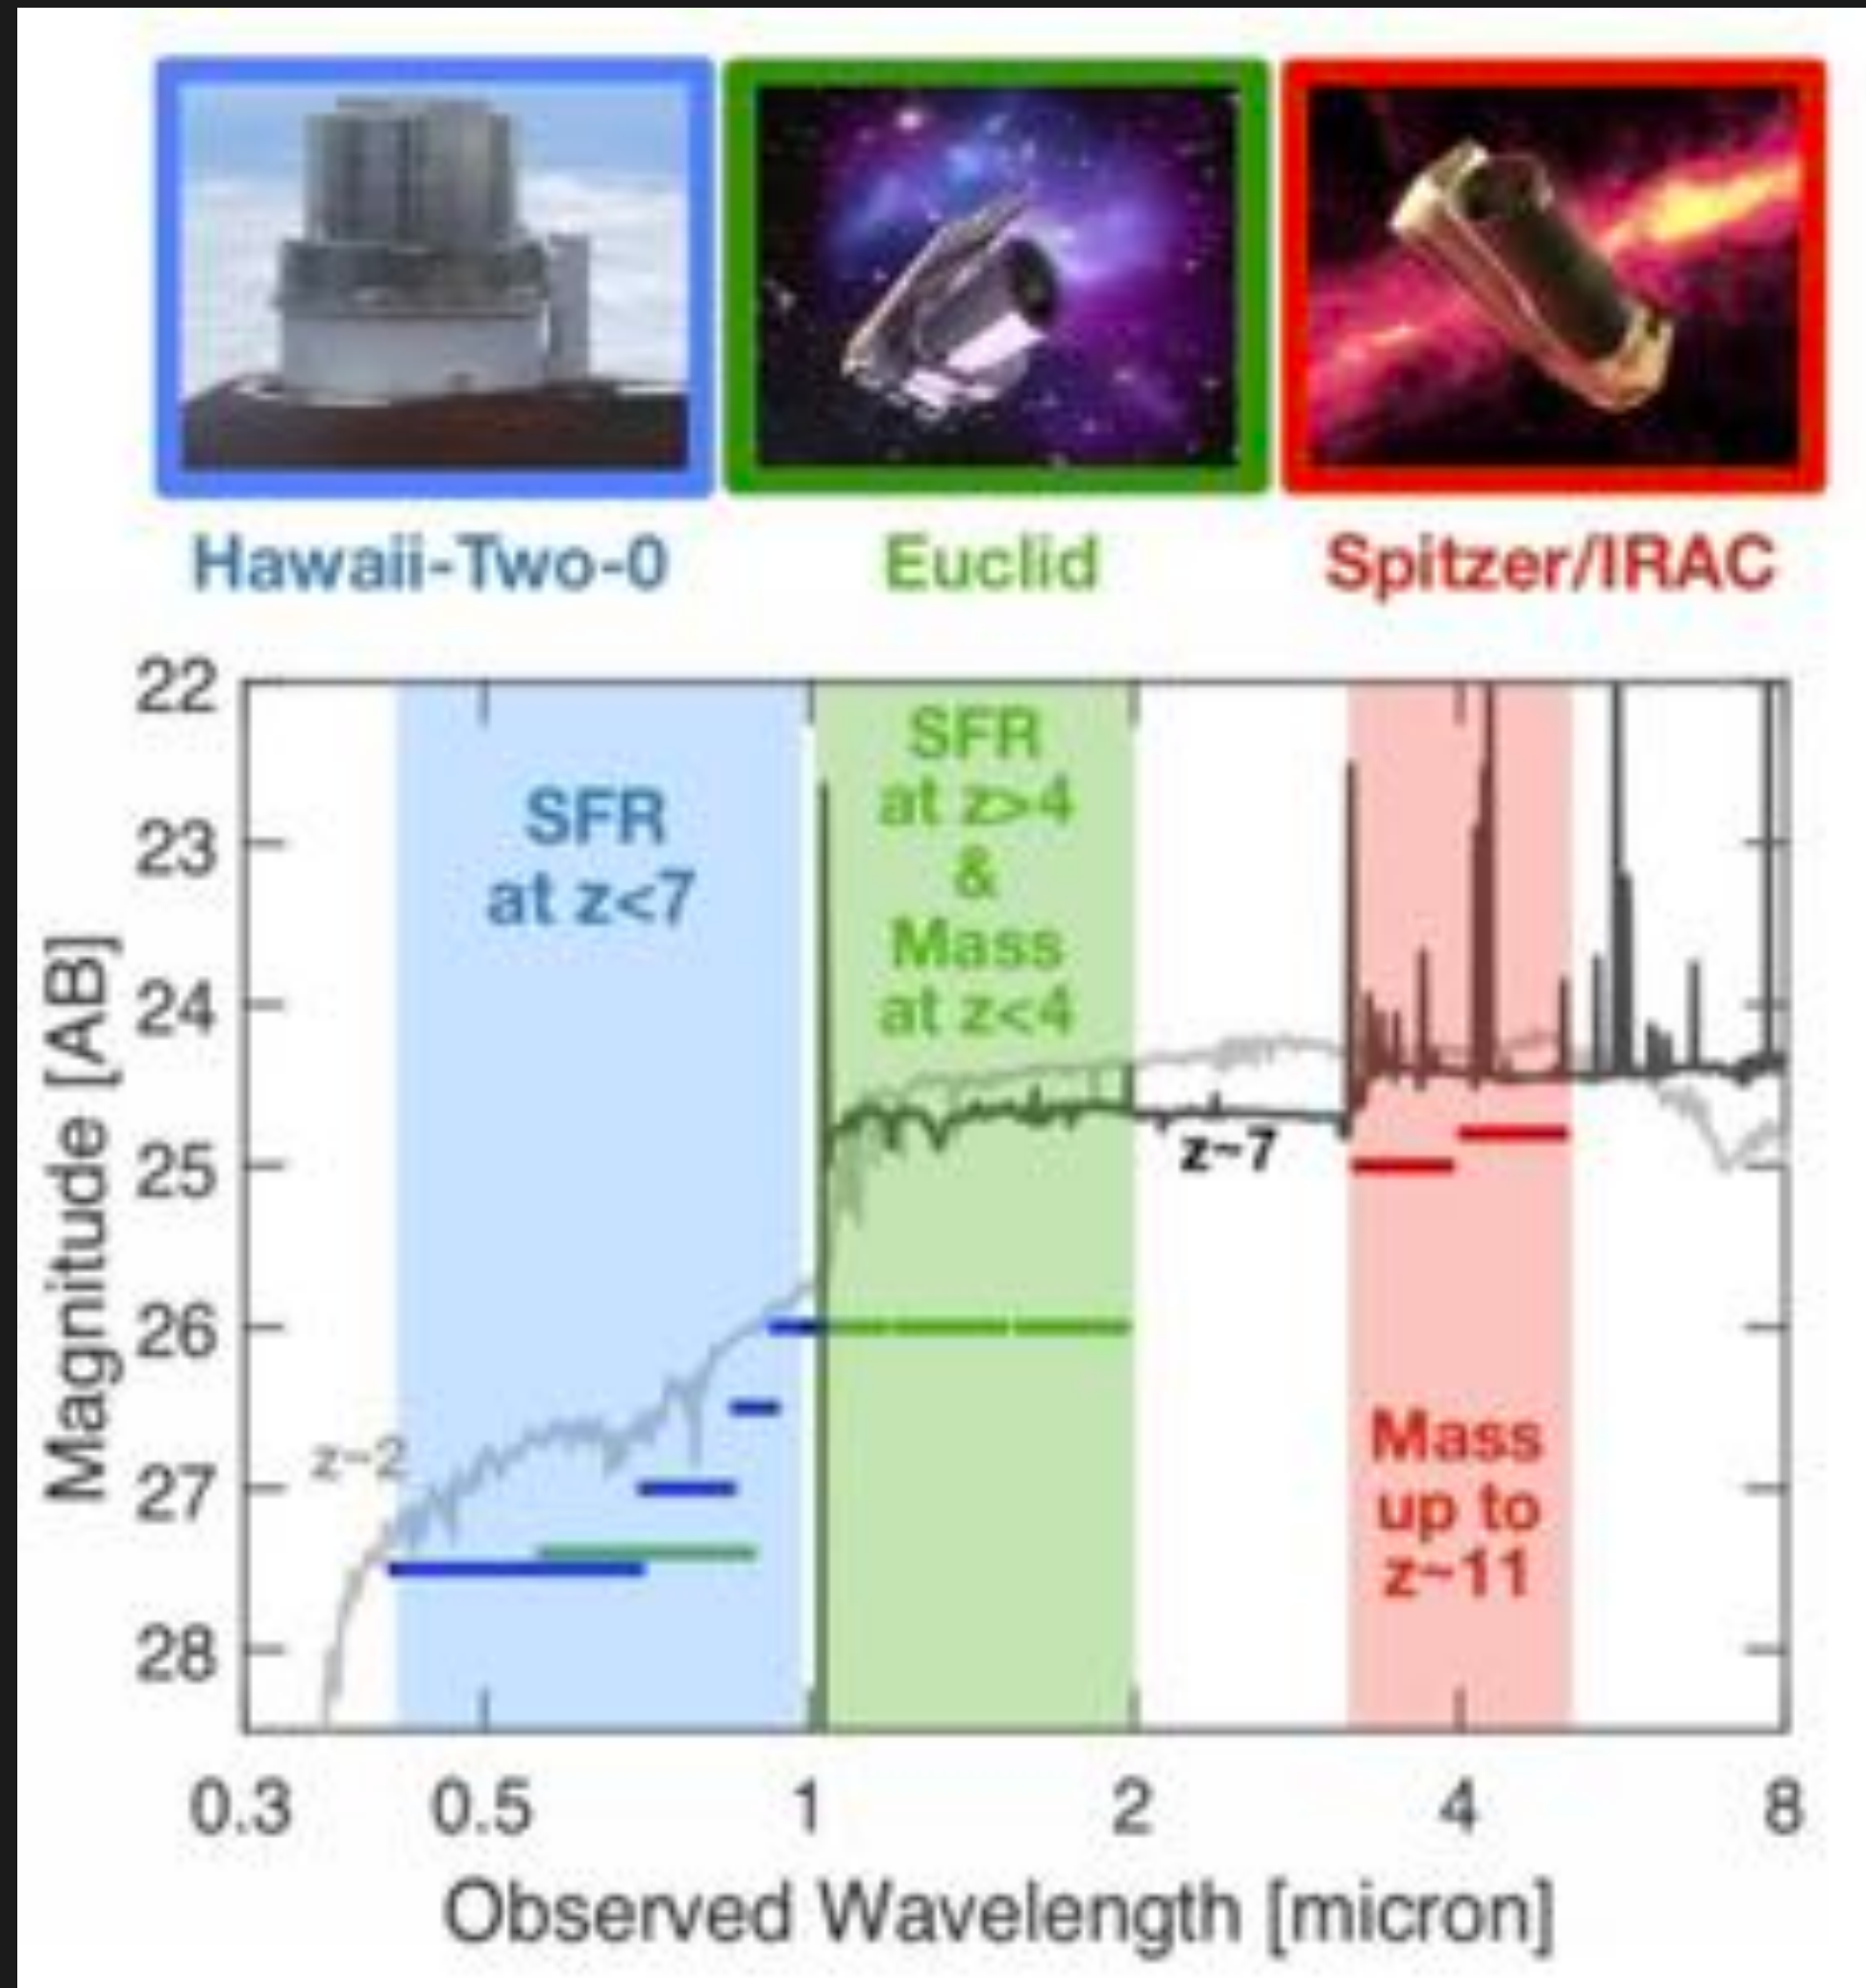 Hawaii-Two-0
Euclid
Spitzer/IRAC
22
23
24
25
26
27
28
Magnitude [AB]
SFR
at z<7
SFR
at z>4
&
Mass
at z<4
z~7
z~2
Mass
up to
z~11
0.3 0.5 1 2 4 8
Observed Wavelength [micron]